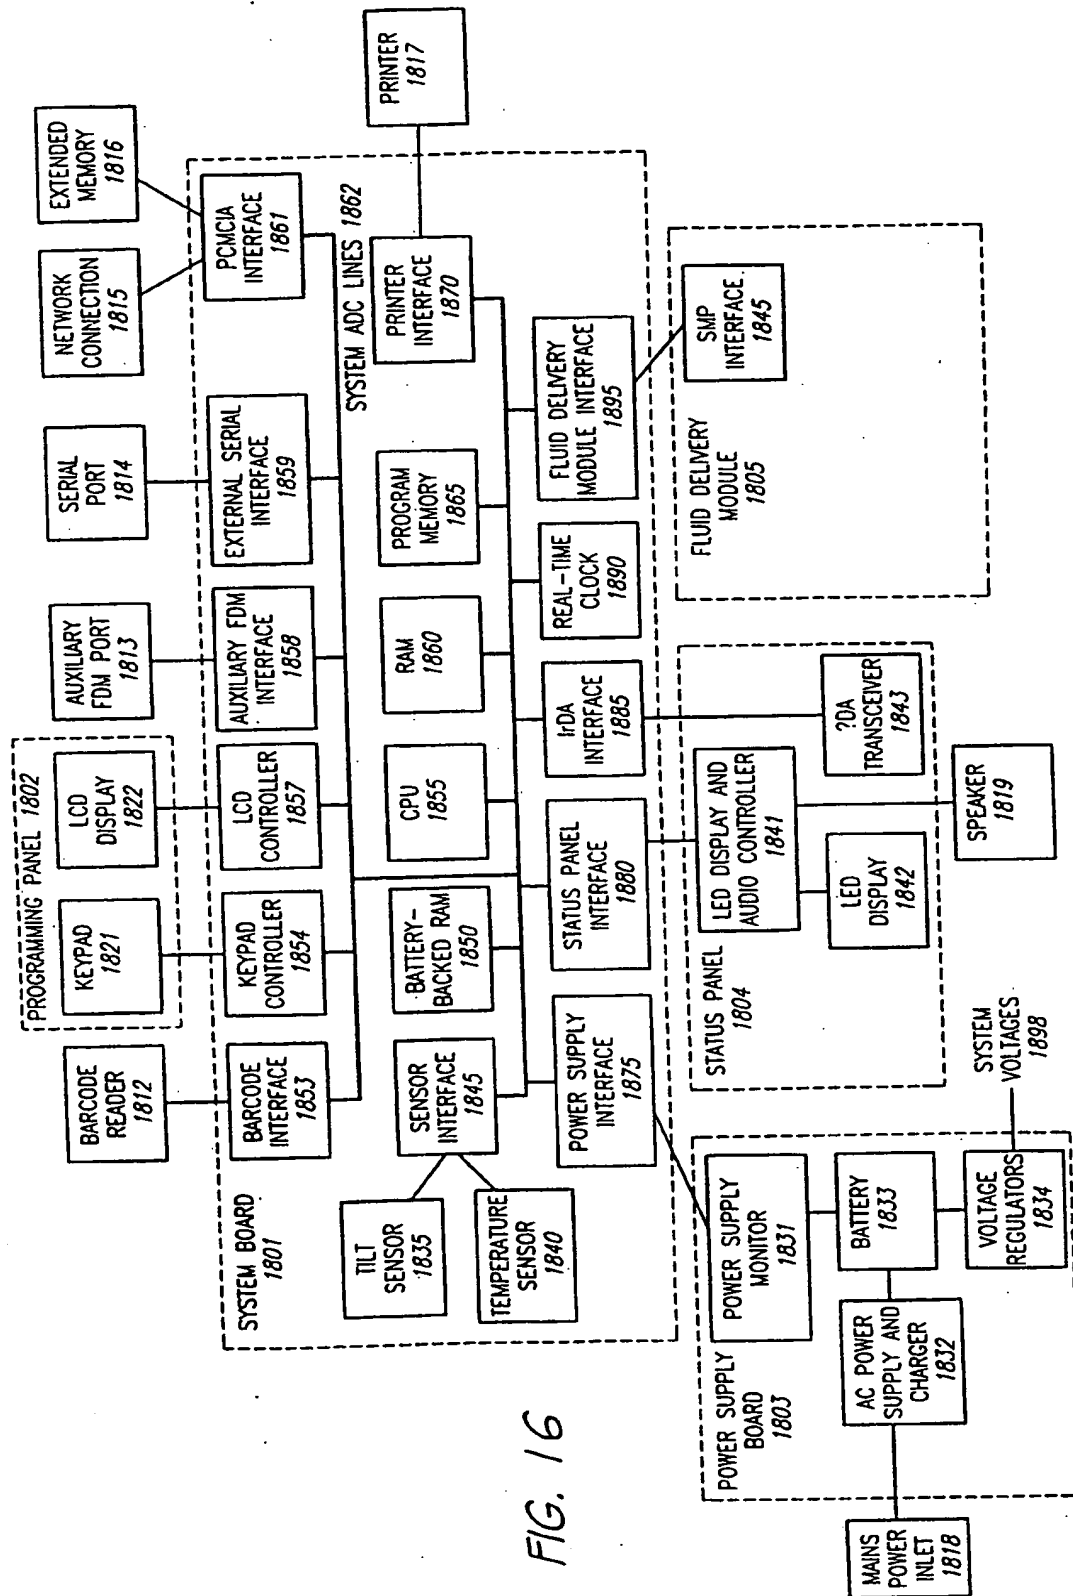 EXTENDED
MEMORY
1816
NETWORK
CONNECTION
1815
SERIAL
PORT
1814
AUXILIARY
FDM PORT
1813
PROGRAMMING PANEL 1802
LCD
DISPLAY
1822
KEYPAD
1821
BARCODE
READER
1812
PRINTER
1817
PCMCIA
INTERFACE
1861
EXTERNAL SERIAL
INTERFACE
1859
AUXILIARY FDM
INTERFACE
1858
LCD
CONTROLLER
1857
KEYPAD
CONTROLLER
1854
BARCODE
INTERFACE
1853
SYSTEM BOARD
1801
SYSTEM ADC LINES 1862
PRINTER
INTERFACE
1870
PROGRAM
MEMORY
1865
RAM
1860
CPU
1855
BATTERY-
BACKED RAM
1850
SENSOR
INTERFACE
1845
TILT
SENSOR
1835
TEMPERATURE
SENSOR
1840
FLUID DELIVERY
MODULE INTERFACE
1895
REAL-TIME
CLOCK
1890
IrDA
INTERFACE
1885
STATUS PANEL
INTERFACE
1880
POWER SUPPLY
INTERFACE
1875
SMP
INTERFACE
1845
FLUID DELIVERY
MODULE
1805
LED DISPLAY AND
AUDIO CONTROLLER
1841
?DA
TRANSCEIVER
1843
LED
DISPLAY
1842
STATUS PANEL
1804
SPEAKER
1819
SYSTEM
VOLTAGES
1898
POWER SUPPLY
MONITOR
1831
BATTERY
1833
VOLTAGE
REGULATORS
1834
POWER SUPPLY
BOARD
1803
AC POWER
SUPPLY AND
CHARGER
1832
MAINS
POWER
INLET
1818
FIG. 16